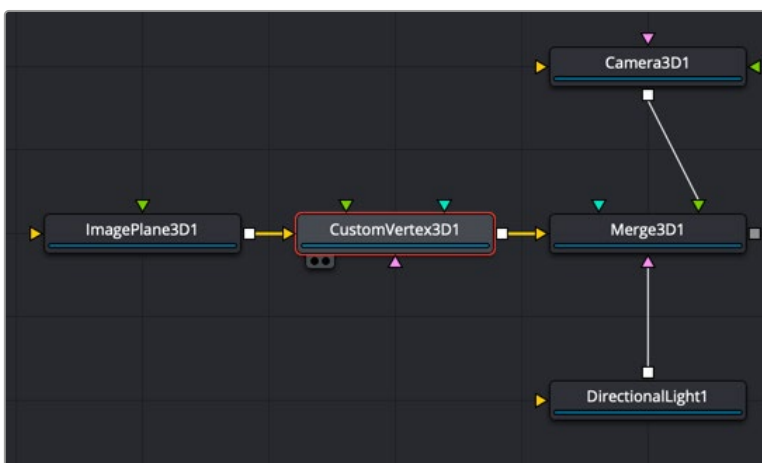 Camera3D1
ImagePlane3D1
CustomVertex3D1
Merge3D1
DirectionalLight1